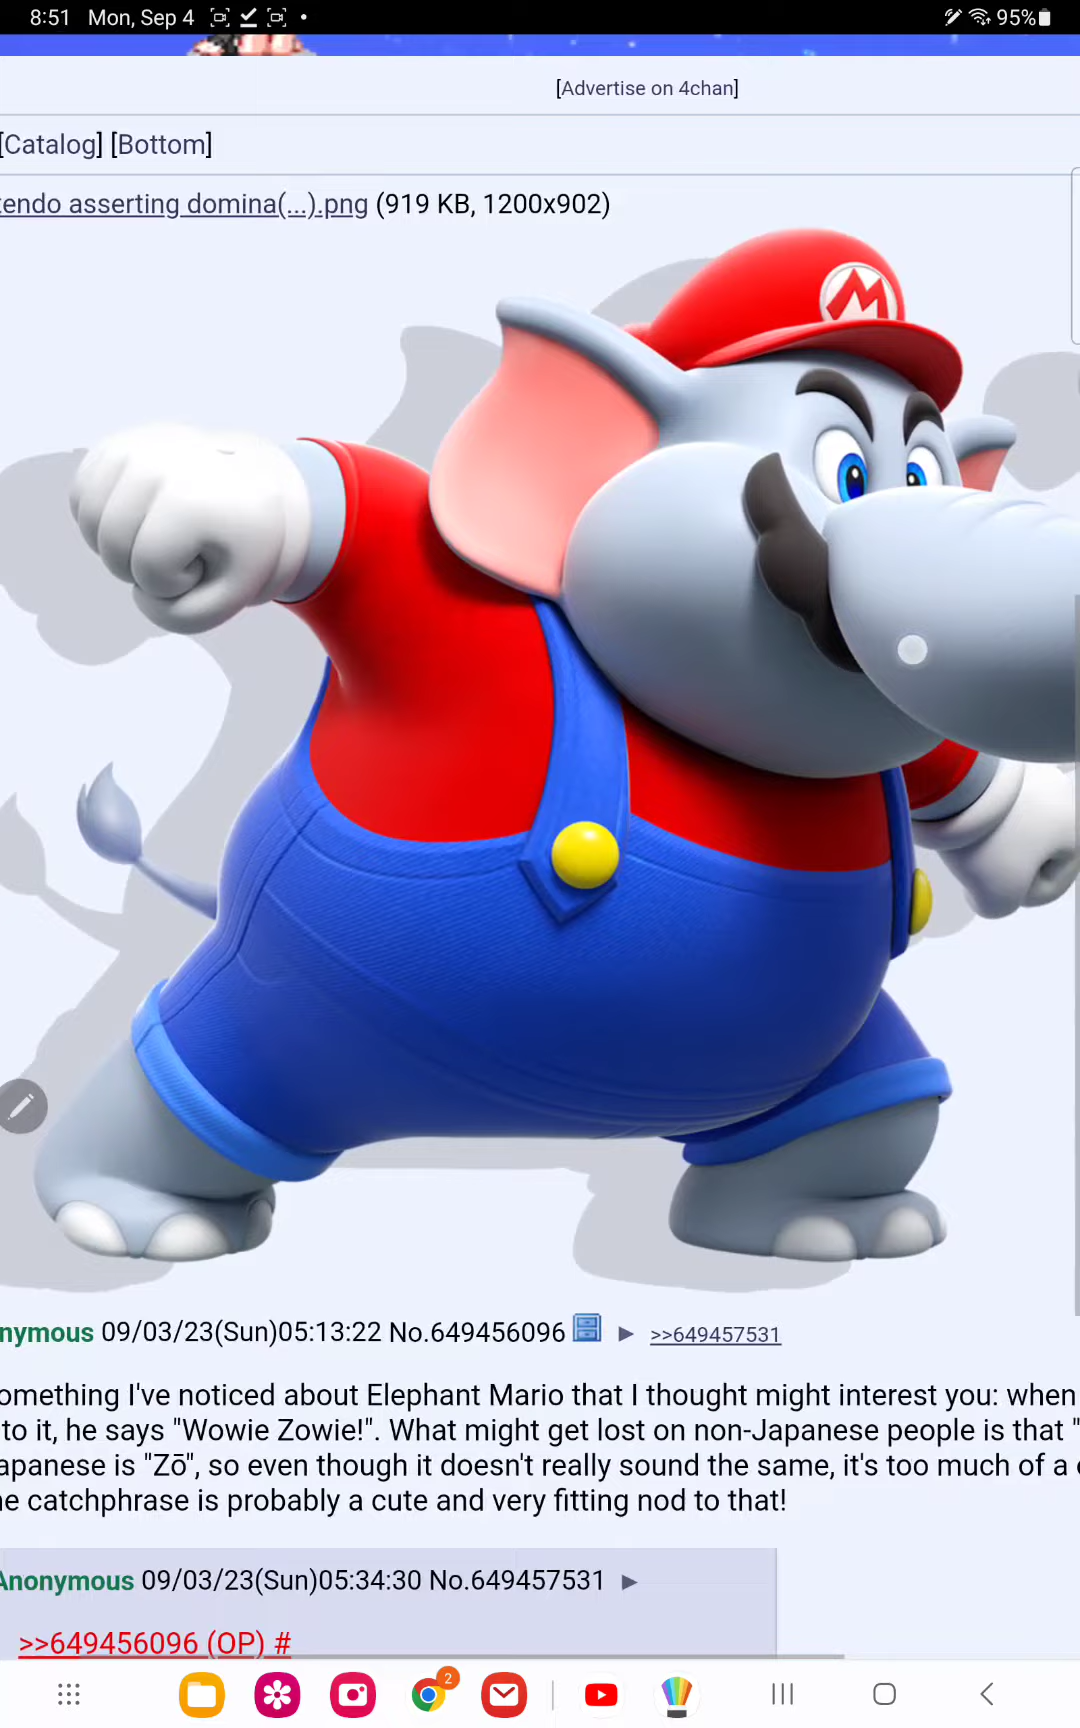 8:51 Mon, Sep 4 95%
[Advertise on 4chan]
[Catalog] [Bottom]
tendo asserting domina(...).png (919 KB, 1200x902)
M
nymous 09/03/23(Sun)05:13:22 No.649456096 ▶ >>649457531
omething I've noticed about Elephant Mario that I thought might interest you: when
to it, he says "Wowie Zowie!". What might get lost on non-Japanese people is that "
apanese is "Zō", so even though it doesn't really sound the same, it's too much of a
e catchphrase is probably a cute and very fitting nod to that!
Anonymous 09/03/23(Sun)05:34:30 No.649457531 ▶
>>649456096 (OP) #
2